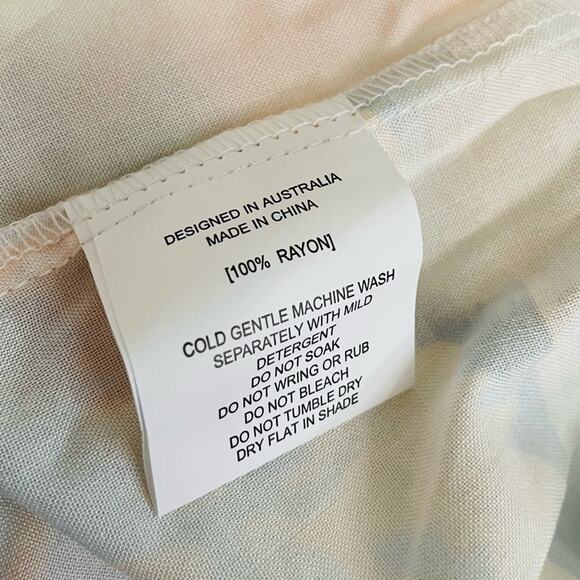 DESIGNED IN AUSTRALIA
MADE IN CHINA
[100% RAYON]
COLD GENTLE MACHINE WASH
SEPARATELY WITH MILD
DETERGENT
DO NOT SOAK
DO NOT WRING OR RUB
DO NOT BLEACH
DO NOT TUMBLE DRY
DRY FLAT IN SHADE